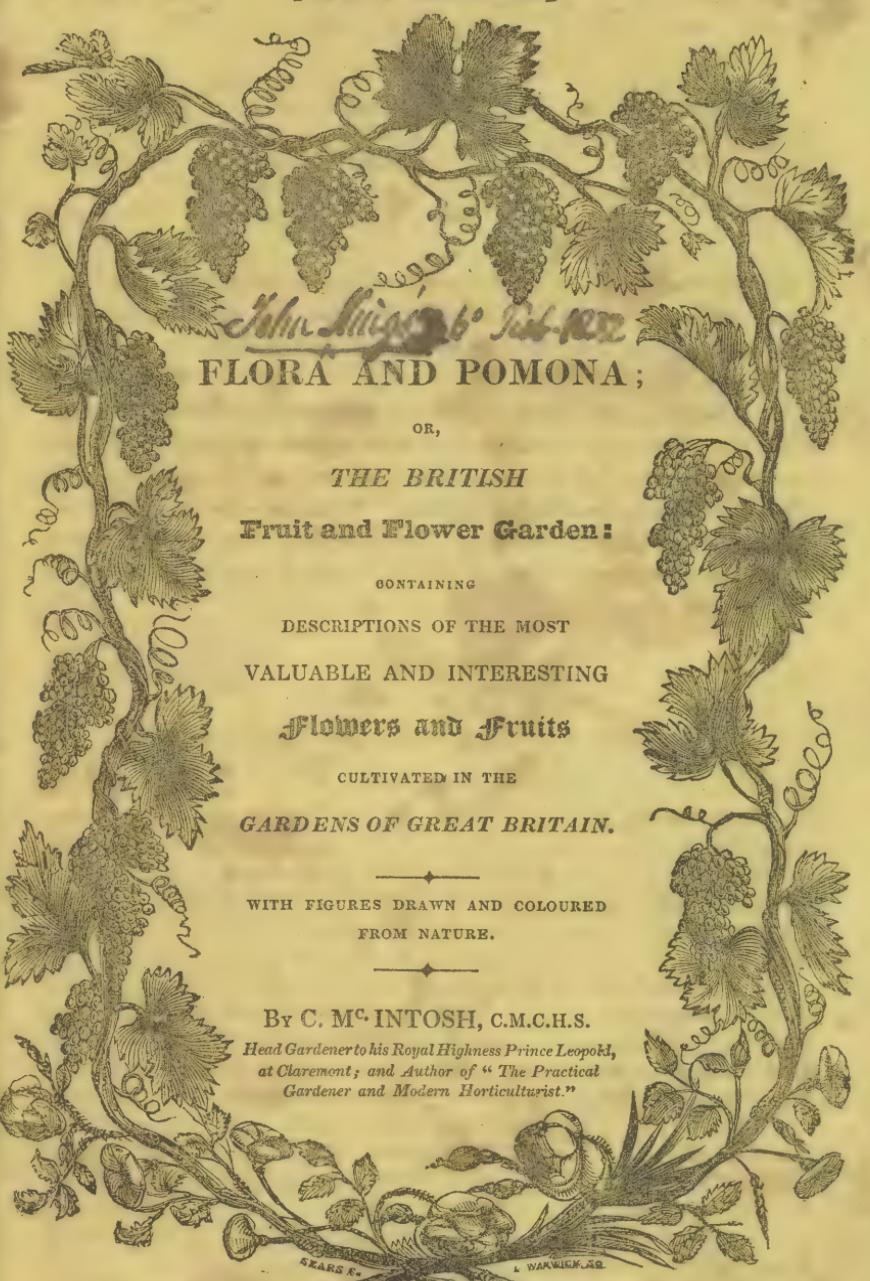 John
FLORA AND POMONA;
OR,
THE BRITISH
Fruit and Flower Garden:
CONTAINING
DESCRIPTIONS OF THE MOST
VALUABLE AND INTERESTING
Flowers and Fruits
CULTIVATED IN THE
GARDENS OF GREAT BRITAIN.
WITH FIGURES DRAWN AND COLOURED
FROM NATURE.
BY C. Mc. INTOSH, C.M.C.H.S.
Head Gardener to his Royal Highness Prince Leopold,
at Claremont; and Author of “ The Practical
Gardener and Modern Horticulturist.”
SEARS
WARWICK SQ